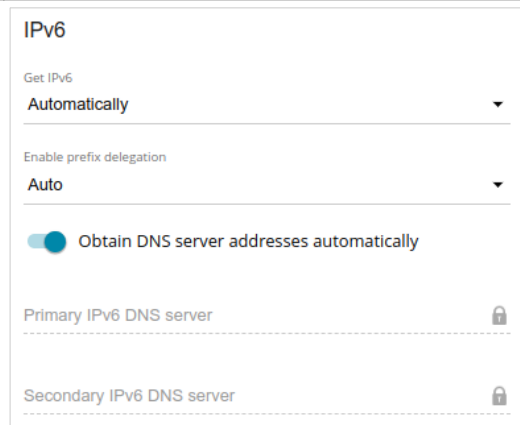 IPv6
Get IPv6
Automatically
Enable prefix delegation
Auto
Obtain DNS server addresses automatically
Primary IPv6 DNS server
Secondary IPv6 DNS server